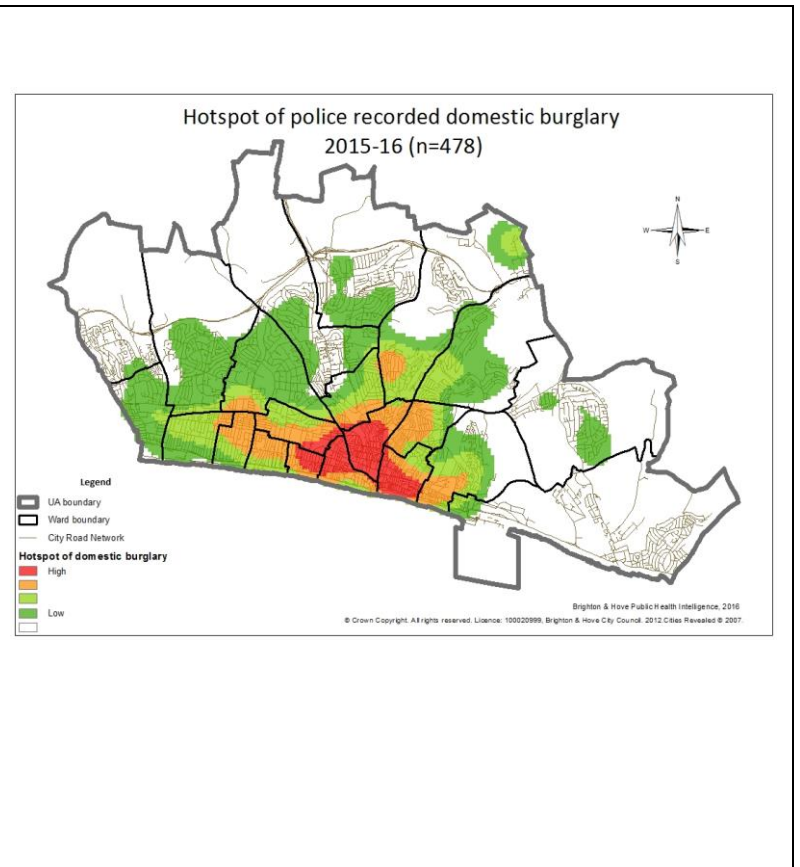 Hotspot of police recorded domestic burglary
2015-16 (n=478)
N
W E
S
Legend
UA boundary
Ward boundary
City Road Network
Hotspot of domestic burglary
High
Low
Brighton & Hove Public Health Intelligence, 2016
© Crown Copyright. All rights reserved. Licence: 100020999, Brighton & Hove City Council. 2012. Cities Revealed © 2007.